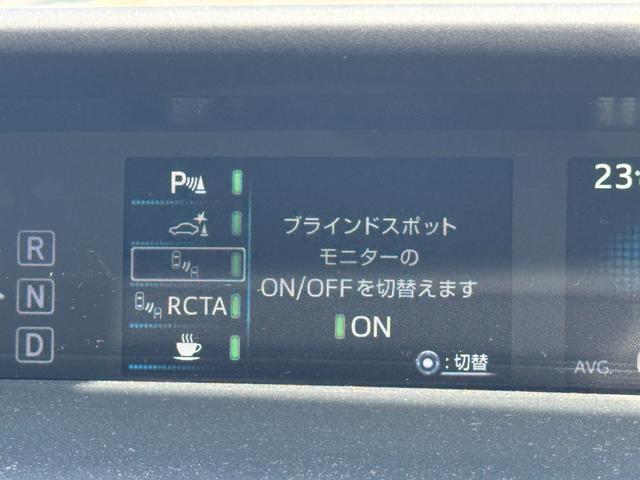 P
RCTA
ブラインドスポット
モニターの
ON/OFFを切替えます
ON
:切替
R
N
D
23
AVG.